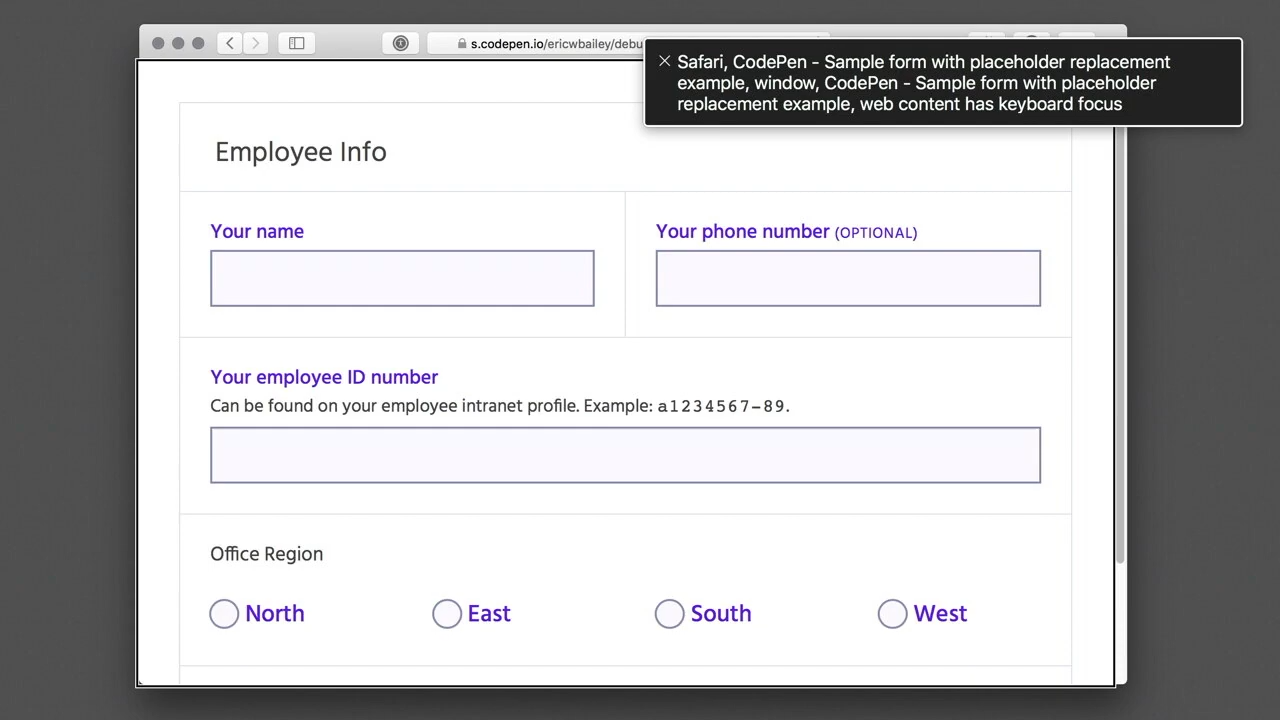 s.codepen.io/ericwbailey/debu
Safari, CodePen - Sample form with placeholder replacement
example, window, CodePen - Sample form with placeholder
replacement example, web content has keyboard focus
Employee Info
Your name
Your phone number (OPTIONAL)
Your employee ID number
Can be found on your employee intranet profile. Example: a1234567-89.
Office Region
North
East
South
West